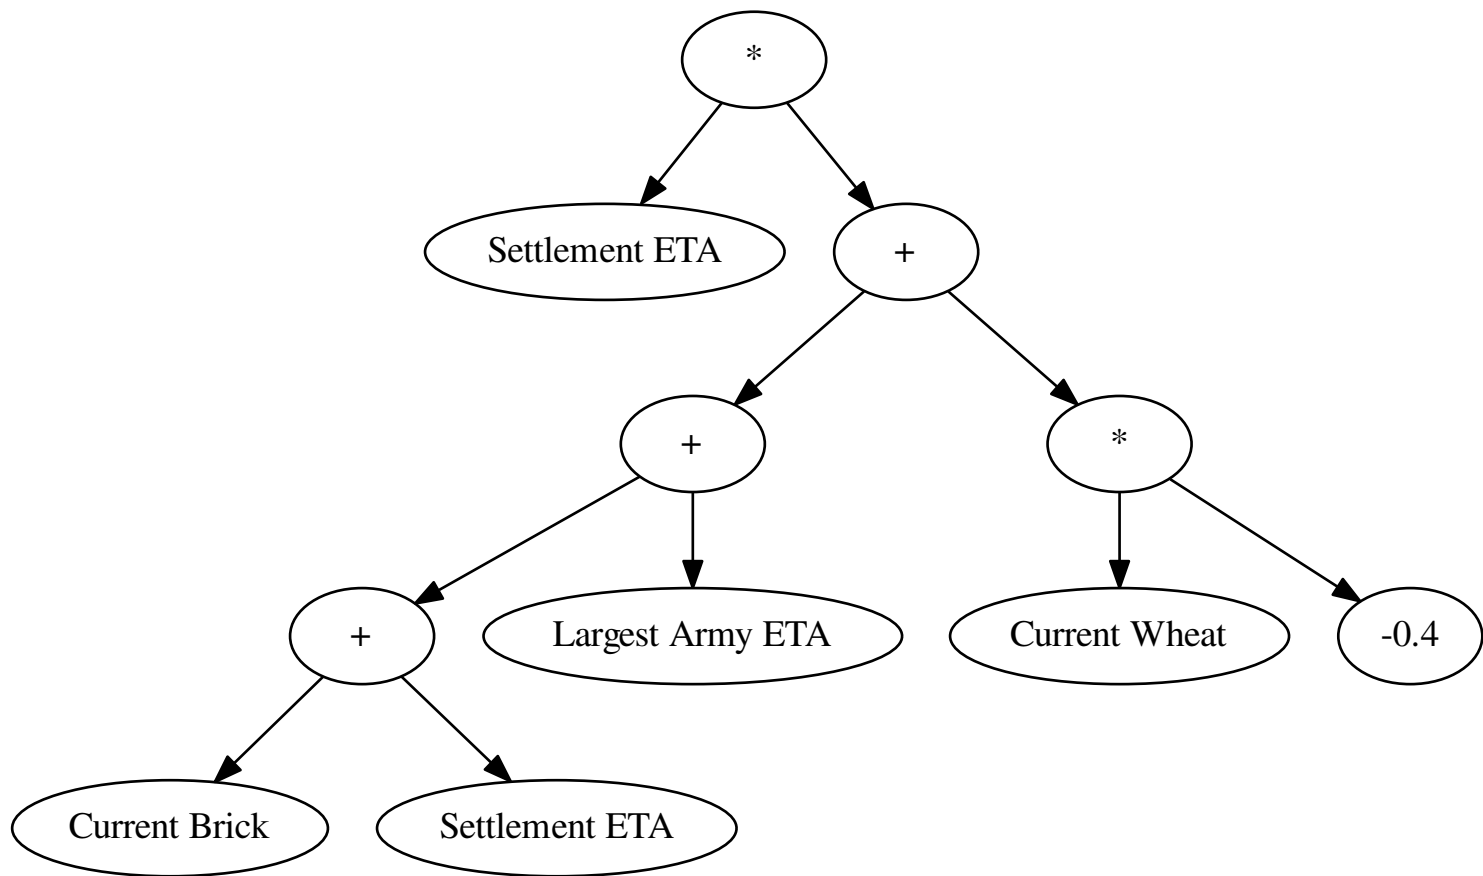 *
Settlement ETA
+
+
*
+
Largest Army ETA
Current Wheat
-0.4
Current Brick
Settlement ETA